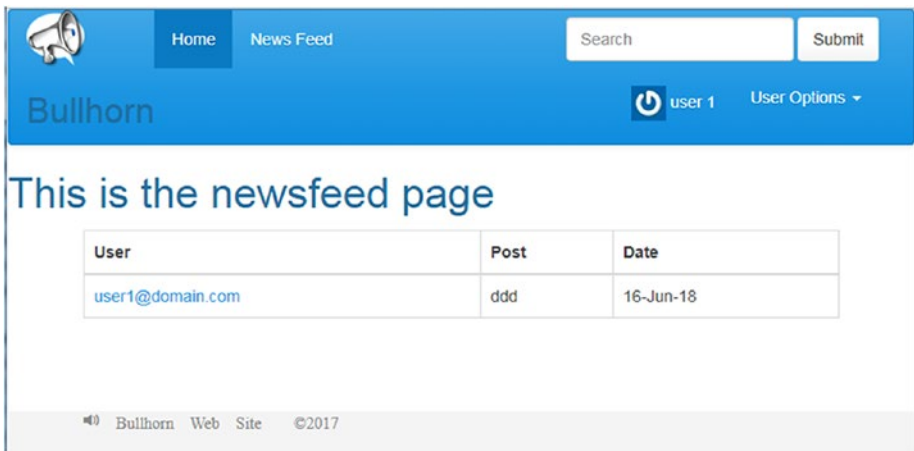 Home News Feed Search Submit
Bullhorn user 1 User Options
This is the newsfeed page
User Post Date
user1@domain.com ddd 16-Jun-18
Bullhorn Web Site ©2017